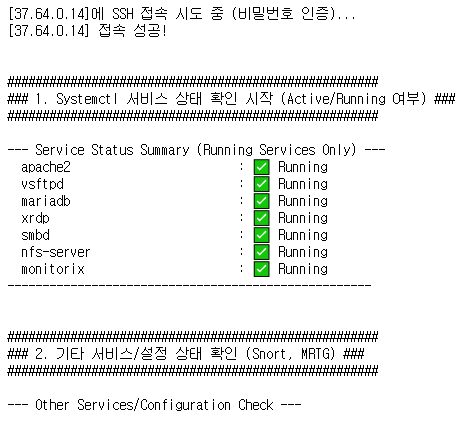 [37.64.0.14]에 SSH 접속 시도 중 (비밀번호 인증)...
[37.64.0.14] 접속 성공!
#####################################################
### 1. Systemctl 서비스 상태 확인 시작 (Active/Running 여부) ###
#####################################################
--- Service Status Summary (Running Services Only) ---
apache2 : ✅ Running
vsftpd : ✅ Running
mariadb : ✅ Running
xrdp : ✅ Running
smbd : ✅ Running
nfs-server : ✅ Running
monitorix : ✅ Running
----------------------------------------------------
#####################################################
### 2. 기타 서비스/설정 상태 확인 (Snort, MRTG) ###
#####################################################
--- Other Services/Configuration Check ---